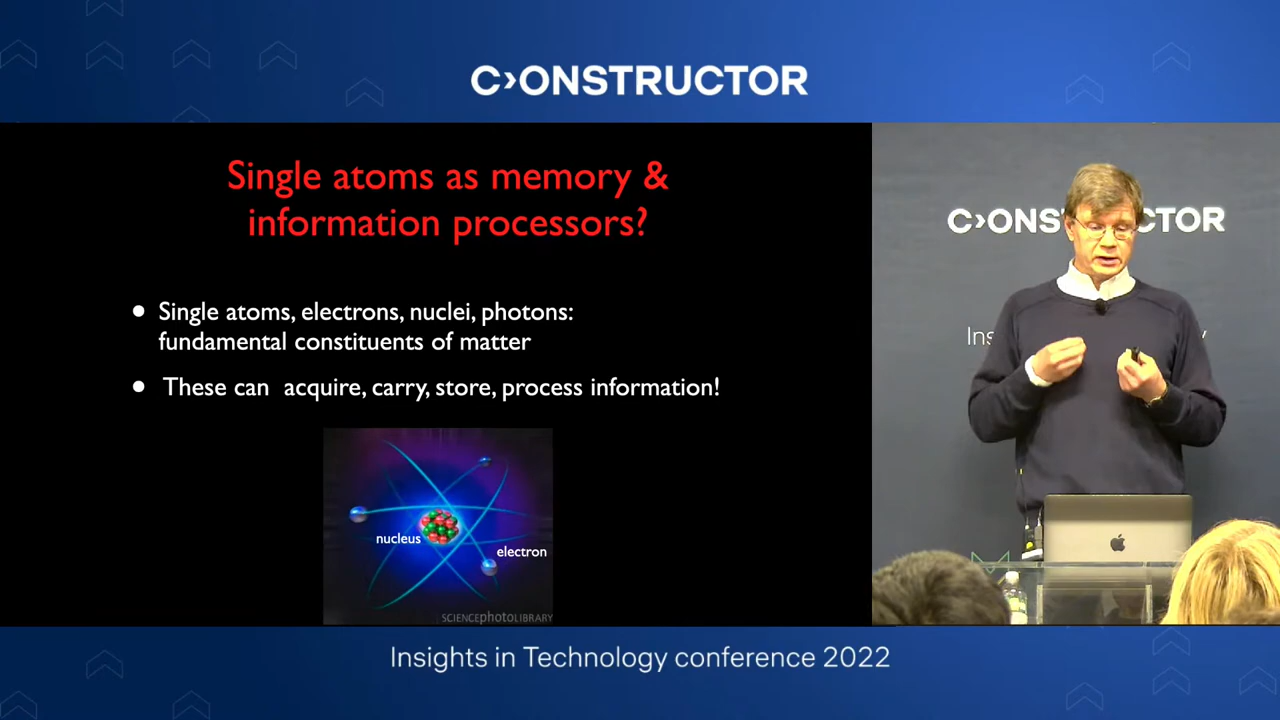 C›ONSTRUCTOR
Single atoms as memory &
information processors?
● Single atoms, electrons, nuclei, photons:
fundamental constituents of matter
● These can acquire, carry, store, process information!
nucleus
electron
SCIENCEphotoLIBRARY
C›ONS CTOR
Ins
y
Insights in Technology conference 2022